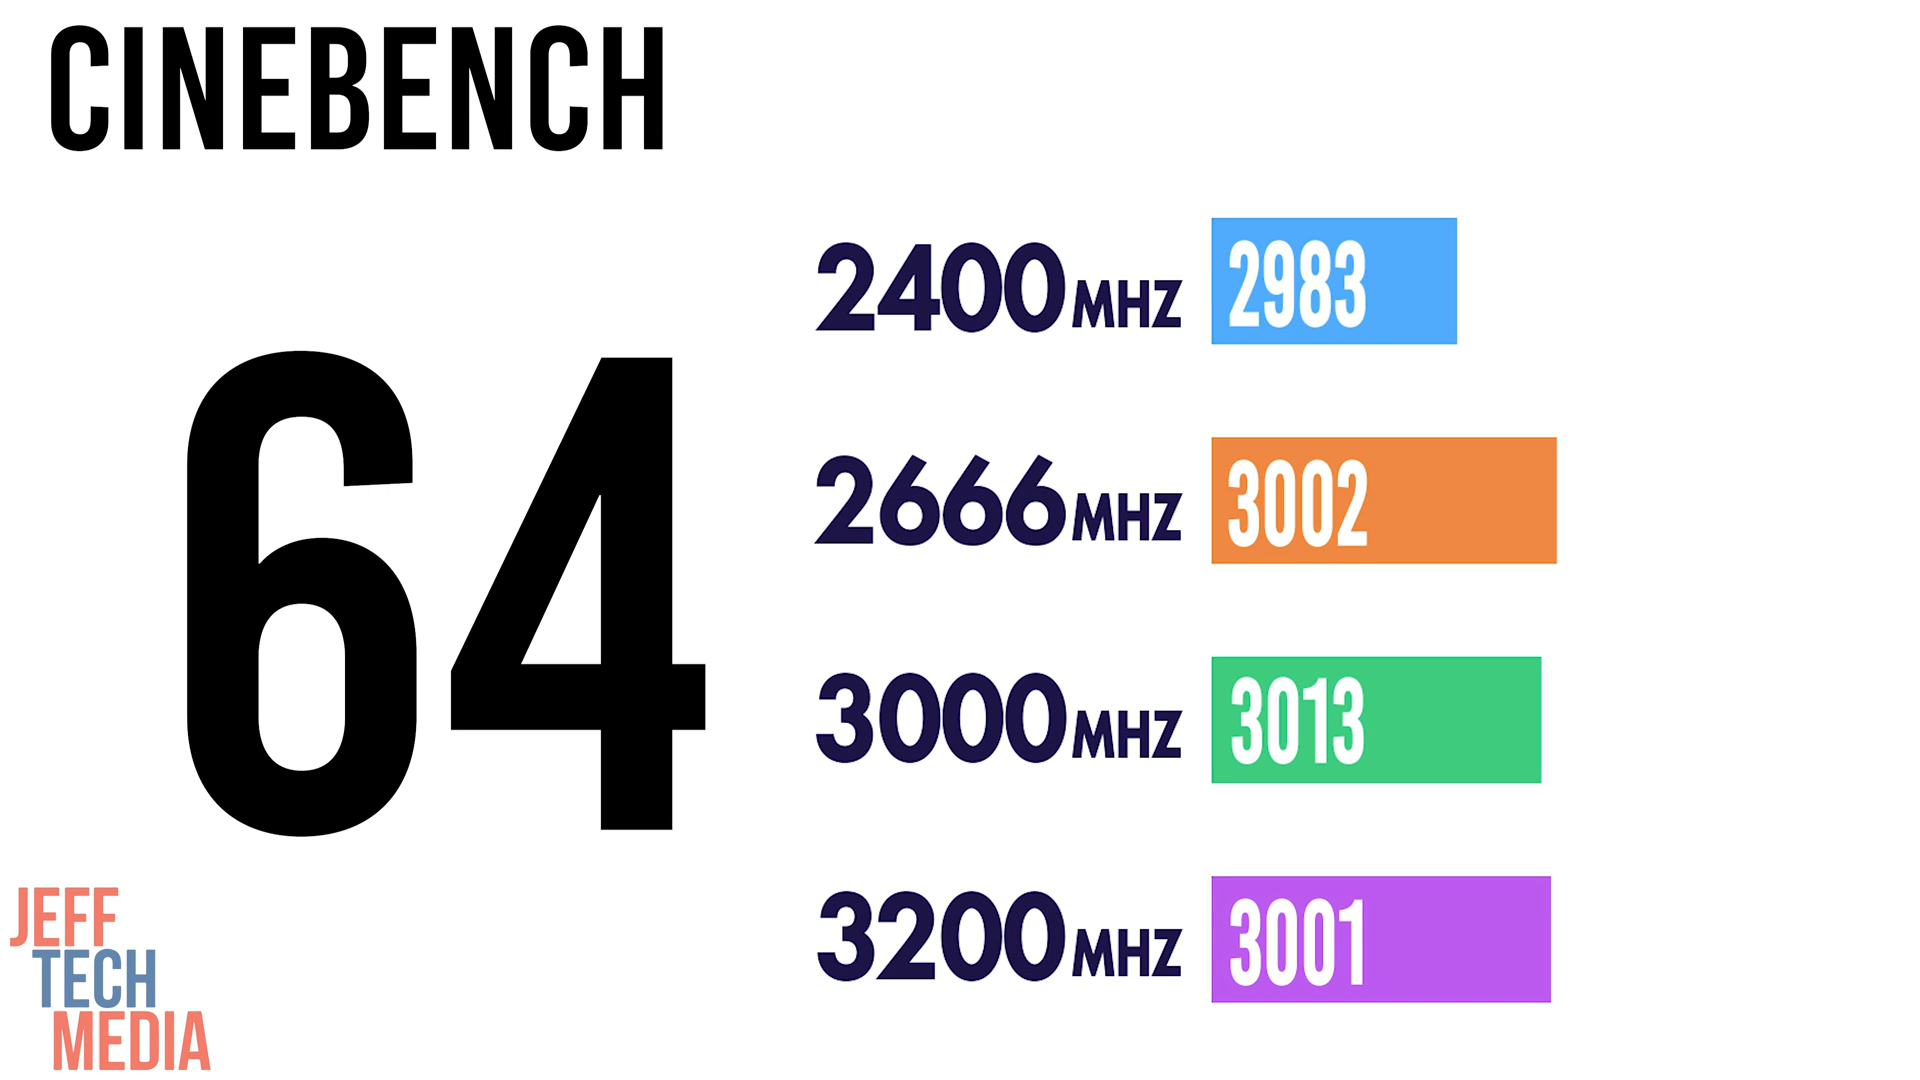 CINEBENCH
64
2400MHZ 2983
2666MHZ 3002
3000MHZ 3013
3200MHZ 3001
JEFF
TECH
MEDIA